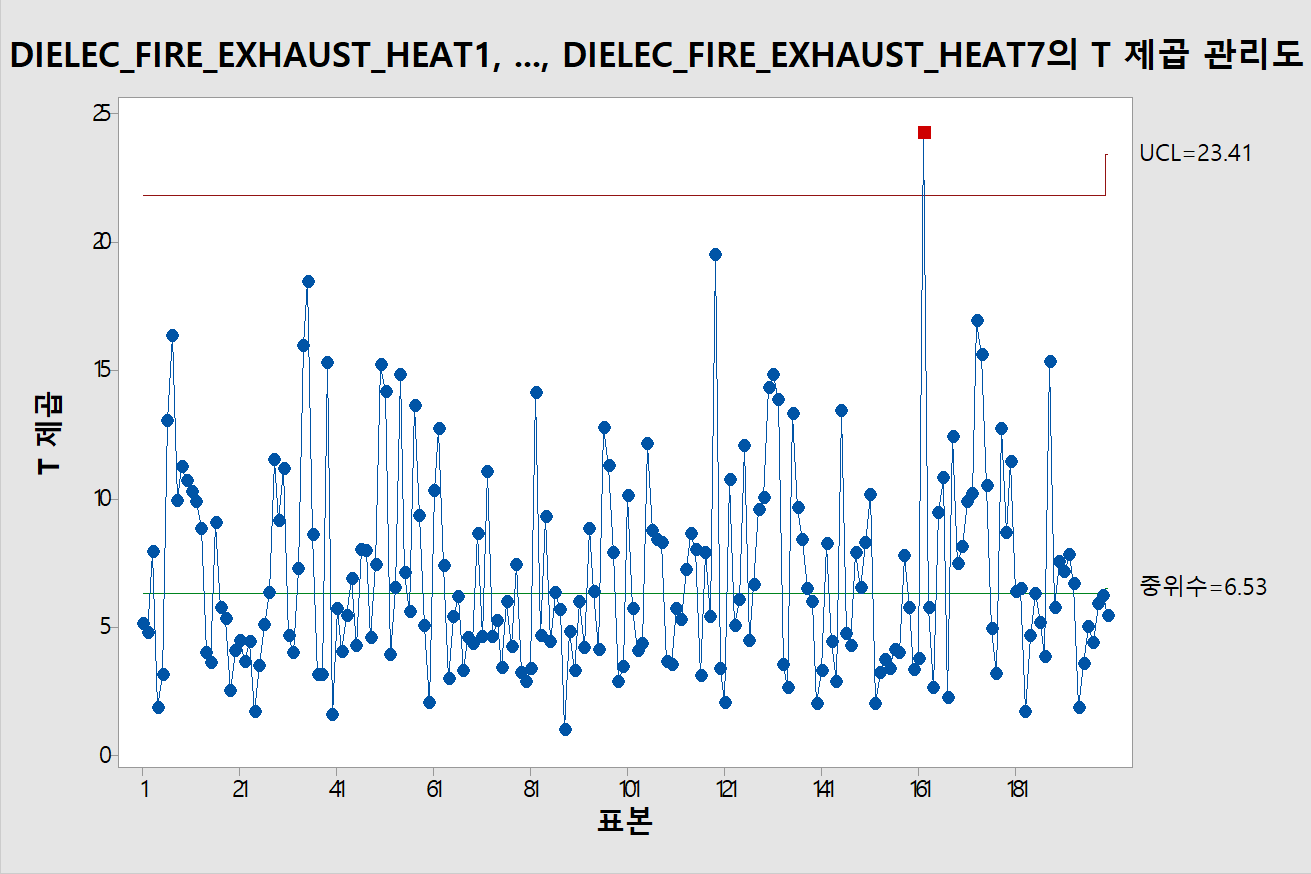 DIELEC_FIRE_EXHAUST_HEAT1, ..., DIELEC_FIRE_EXHAUST_HEAT7의 T 제곱 관리도
25
20
15
10
5
0
T 제곱
UCL=23.41
중위수=6.53
1 21 41 61 81 101 121 141 161 181
표본